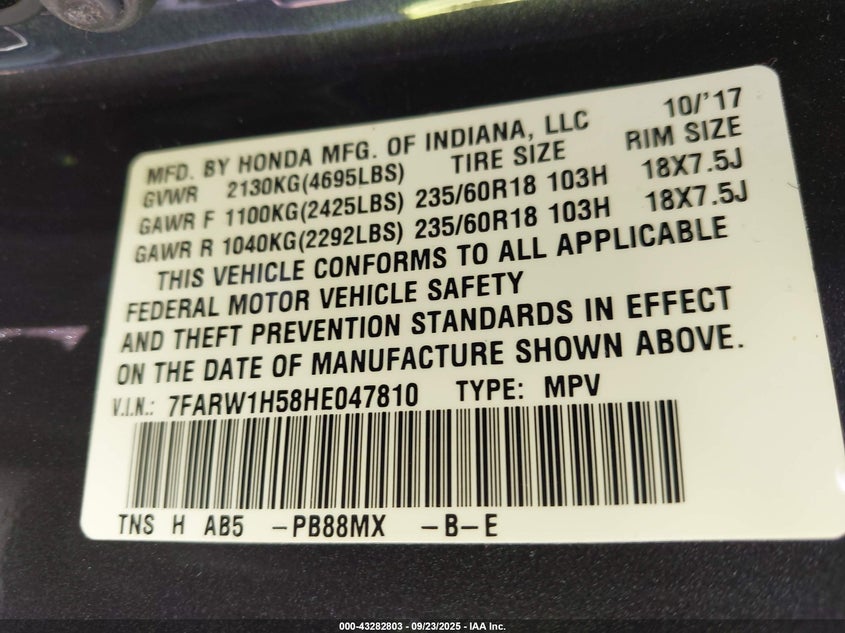 10/'17
MFD. BY HONDA MFG. OF INDIANA, LLC
GVWR 2130KG(4695LBS) TIRE SIZE RIM SIZE
GAWR F 1100KG(2425LBS) 235/60R18 103H 18X7.5J
GAWR R 1040KG(2292LBS) 235/60R18 103H 18X7.5J
THIS VEHICLE CONFORMS TO ALL APPLICABLE
FEDERAL MOTOR VEHICLE SAFETY
AND THEFT PREVENTION STANDARDS IN EFFECT
ON THE DATE OF MANUFACTURE SHOWN ABOVE.
V.I.N.: 7FARW1H58HE047810 TYPE: MPV
TNS H AB5 -PB88MX -B-E
000-43282803 - 09/23/2025 - IAA Inc.